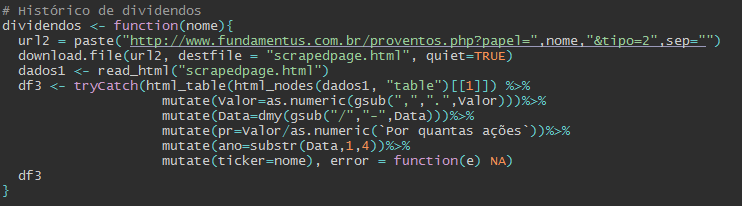 # Histórico de dividendos
dividendos <- function(nome){
  url2 = paste("http://www.fundamentus.com.br/proventos.php?papel=",nome,"&tipo=2",sep="")
  download.file(url2, destfile = "scrapedpage.html", quiet=TRUE)
  dados1 <- read_html("scrapedpage.html")
  df3 <- tryCatch(html_table(html_nodes(dados1, "table")[[1]]) %>%
                    mutate(Valor=as.numeric(gsub(",",".",Valor)))%>%
                    mutate(Data=dmy(gsub("/","-",Data)))%>%
                    mutate(pr=Valor/as.numeric(`Por quantas ações`))%>%
                    mutate(ano=substr(Data,1,4))%>%
                    mutate(ticker=nome), error = function(e) NA)
  df3
}